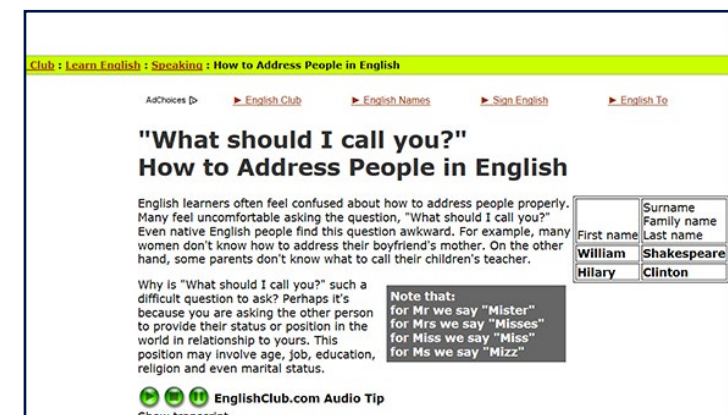 Club : Learn English : Speaking : How to Address People in English
AdChoices ► English Club ► English Names ► Sign English ► English To
"What should I call you?"
How to Address People in English
English learners often feel confused about how to address people properly.
Many feel uncomfortable asking the question, "What should I call you?"
Even native English people find this question awkward. For example, many
women don't know how to address their boyfriend's mother. On the other
hand, some parents don't know what to call their children's teacher.
Surname
Family name
First name Last name
William Shakespeare
Hilary Clinton
Why is "What should I call you?" such a
difficult question to ask? Perhaps it's
because you are asking the other person
to provide their status or position in the
world in relationship to yours. This
position may involve age, job, education,
religion and even marital status.
Note that:
for Mr we say "Mister"
for Mrs we say "Misses"
for Miss we say "Miss"
for Ms we say "Mizz"
EnglishClub.com Audio Tip
Show transcript